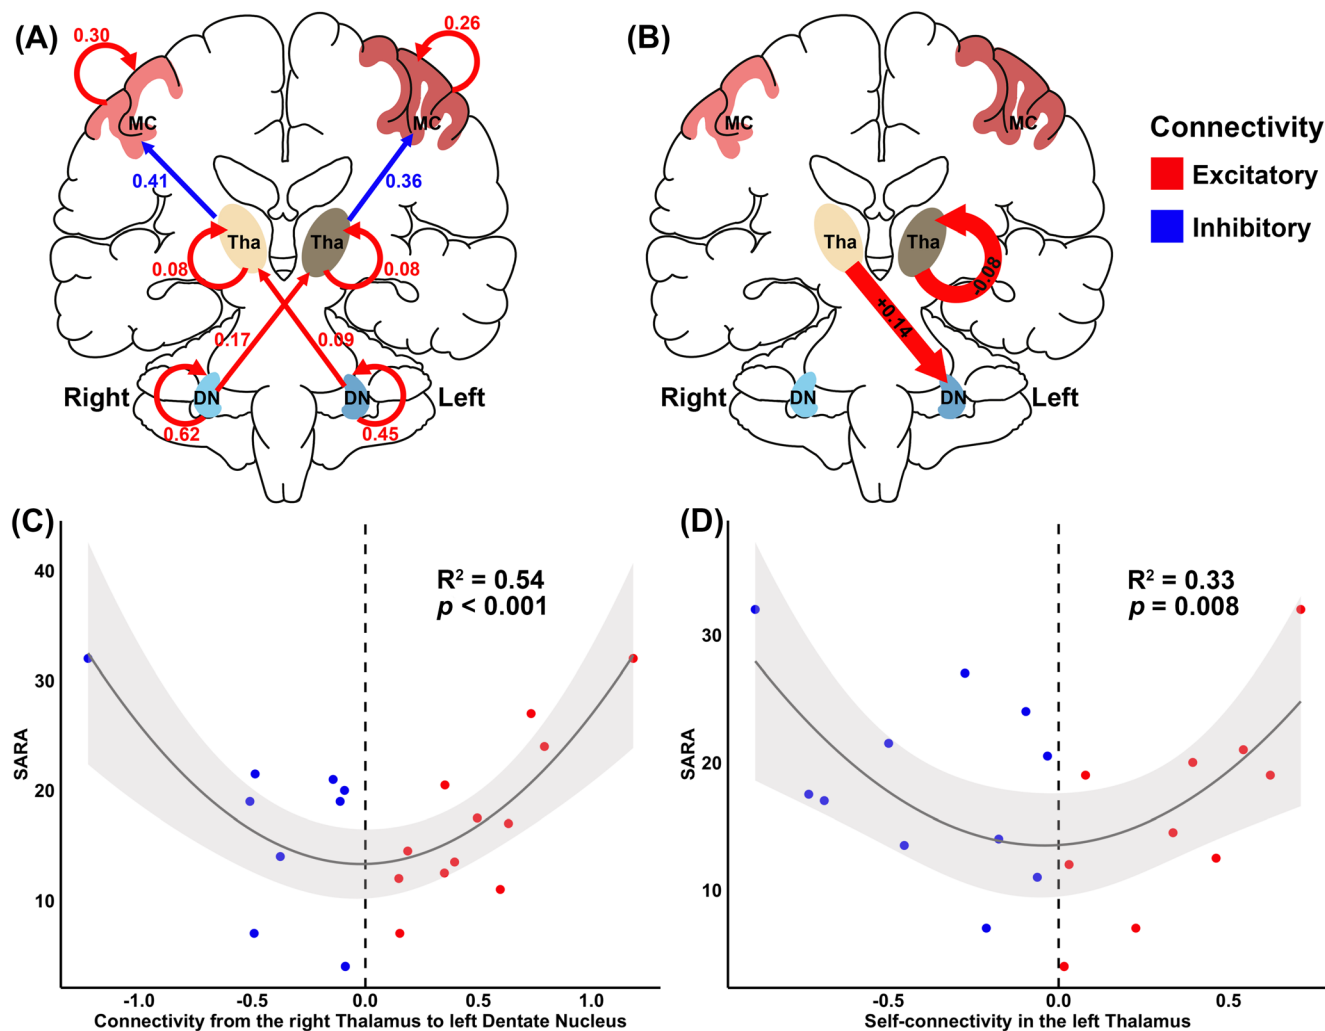 (A)
0.30
0.26
MC
MC
0.41
0.36
Tha
Tha
0.08
0.08
0.17
0.09
Right
DN
DN
Left
0.62
0.45
(B)
MC
MC
Tha
Tha
-0.08
+0.14
Right
DN
DN
Left
Connectivity
Excitatory
Inhibitory
(C)
R² = 0.54
p < 0.001
SARA
40
30
20
10
-1.0
-0.5
0.0
0.5
1.0
Connectivity from the right Thalamus to left Dentate Nucleus
(D)
R² = 0.33
p = 0.008
SARA
30
20
10
-0.5
0.0
0.5
Self-connectivity in the left Thalamus